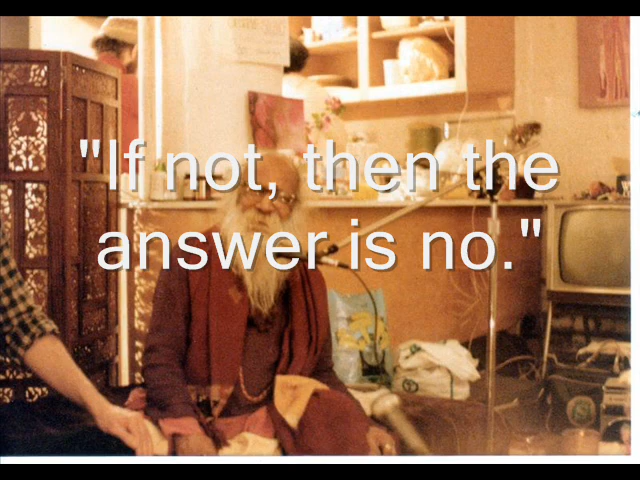 "If not, then the
answer is no."